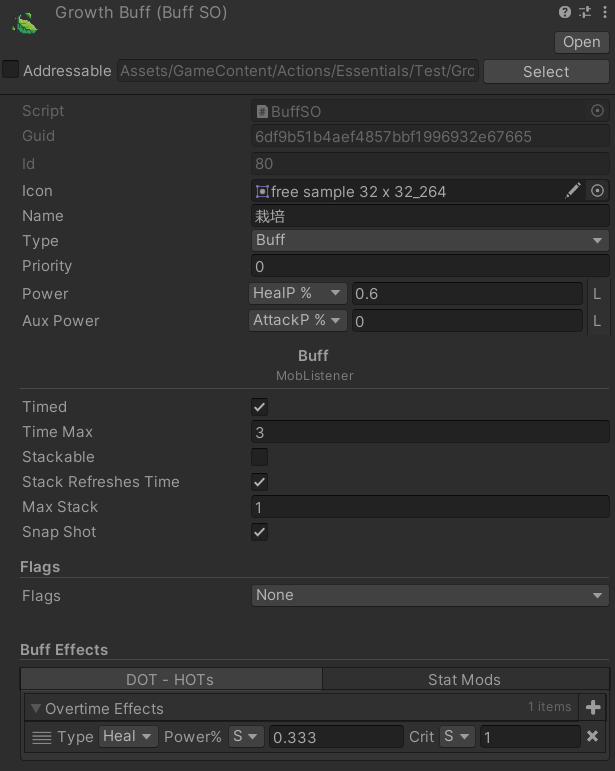 Growth Buff (Buff SO)
Open
Addressable Assets/GameContent/Actions/Essentials/Test/Grc Select
Script BuffSO
Guid 6df9b51b4aef4857bbf1996932e67665
Id 80
Icon free sample 32 x 32_264
Name 栽培
Type Buff
Priority 0
Power HealP % 0.6 L
Aux Power AttackP % 0 L
Buff
MobListener
Timed
Time Max 3
Stackable
Stack Refreshes Time
Max Stack 1
Snap Shot
Flags
Flags None
Buff Effects
DOT - HOTs Stat Mods
Overtime Effects 1 items
Type Heal Power% S 0.333 Crit S 1